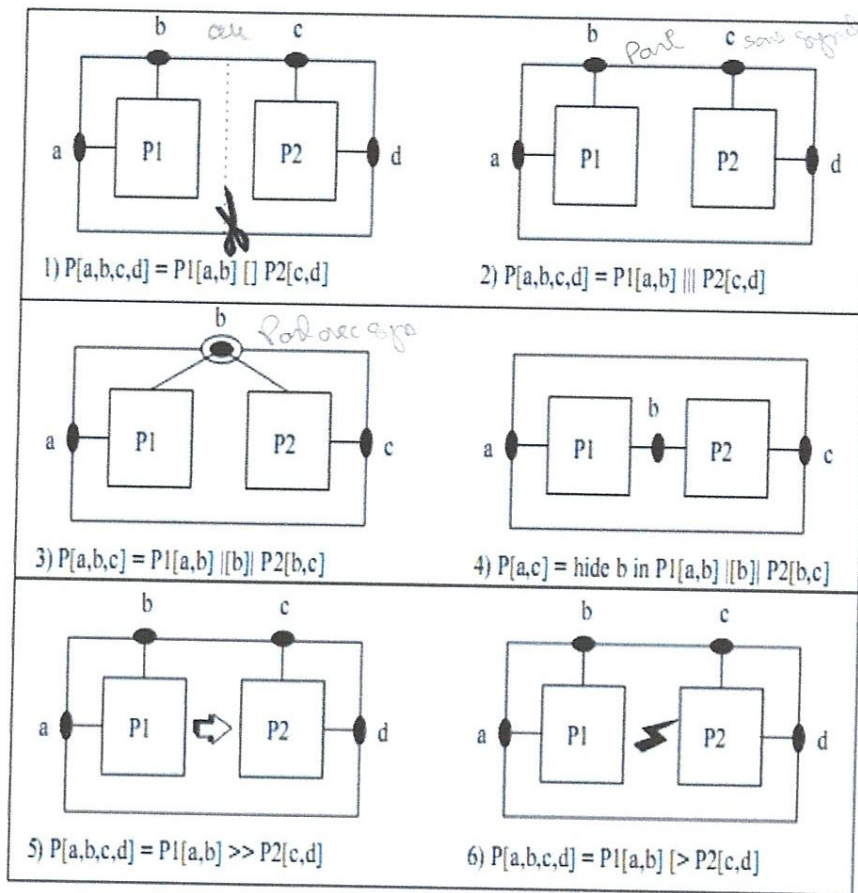 b c
a P1 P2 d
1) P[a,b,c,d] = P1[a,b] [] P2[c,d]
b c
a P1 P2 d
2) P[a,b,c,d] = P1[a,b] ||| P2[c,d]
b
a P1 P2 c
3) P[a,b,c] = P1[a,b] |[b]| P2[b,c]
b
a P1 P2 c
4) P[a,c] = hide b in P1[a,b] |[b]| P2[b,c]
b c
a P1 P2 d
5) P[a,b,c,d] = P1[a,b] >> P2[c,d]
b c
a P1 P2 d
6) P[a,b,c,d] = P1[a,b] [> P2[c,d]